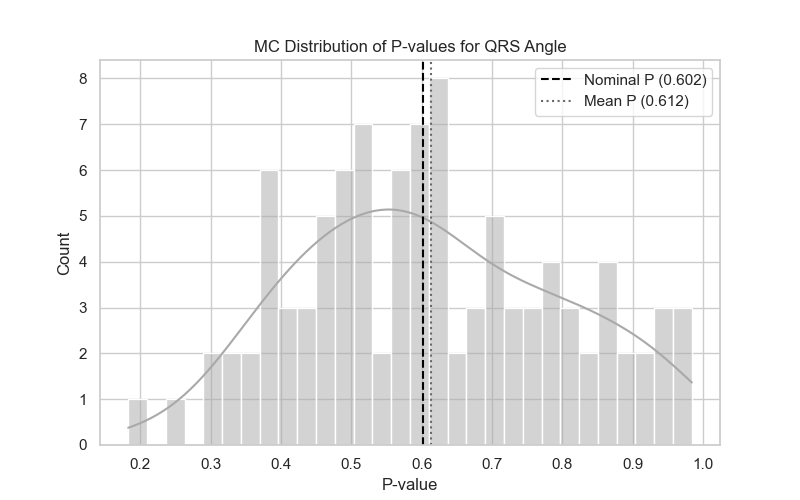 MC Distribution of P-values for QRS Angle
Nominal P (0.602)
Mean P (0.612)
8
7
6
5
4
3
2
1
0
Count
0.2 0.3 0.4 0.5 0.6 0.7 0.8 0.9 1.0
P-value